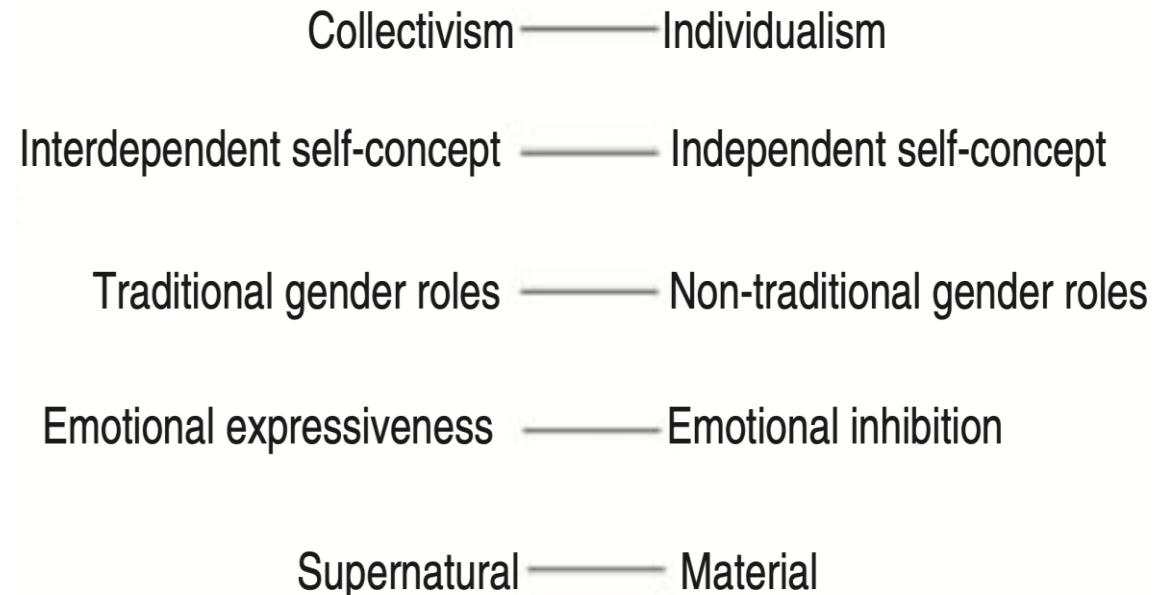 Collectivism Individualism
Interdependent self-concept Independent self-concept
Traditional gender roles Non-traditional gender roles
Emotional expressiveness Emotional inhibition
Supernatural Material